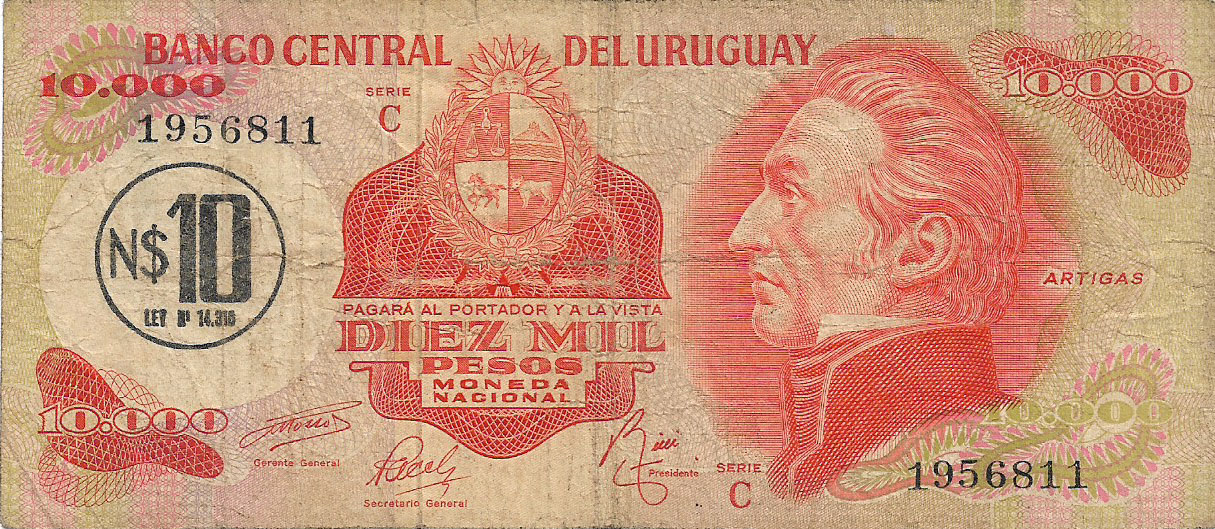 BANCO CENTRAL DEL URUGUAY
10.000
10.000
SERIE
C
1956811
N$ 10
LEY Nº 14.316
ARTIGAS
PAGARÁ AL PORTADOR Y A LA VISTA
DIEZ MIL
PESOS
MONEDA
NACIONAL
10.000
10.000
Gerente General
Secretario General
Presidente
SERIE
C
1956811